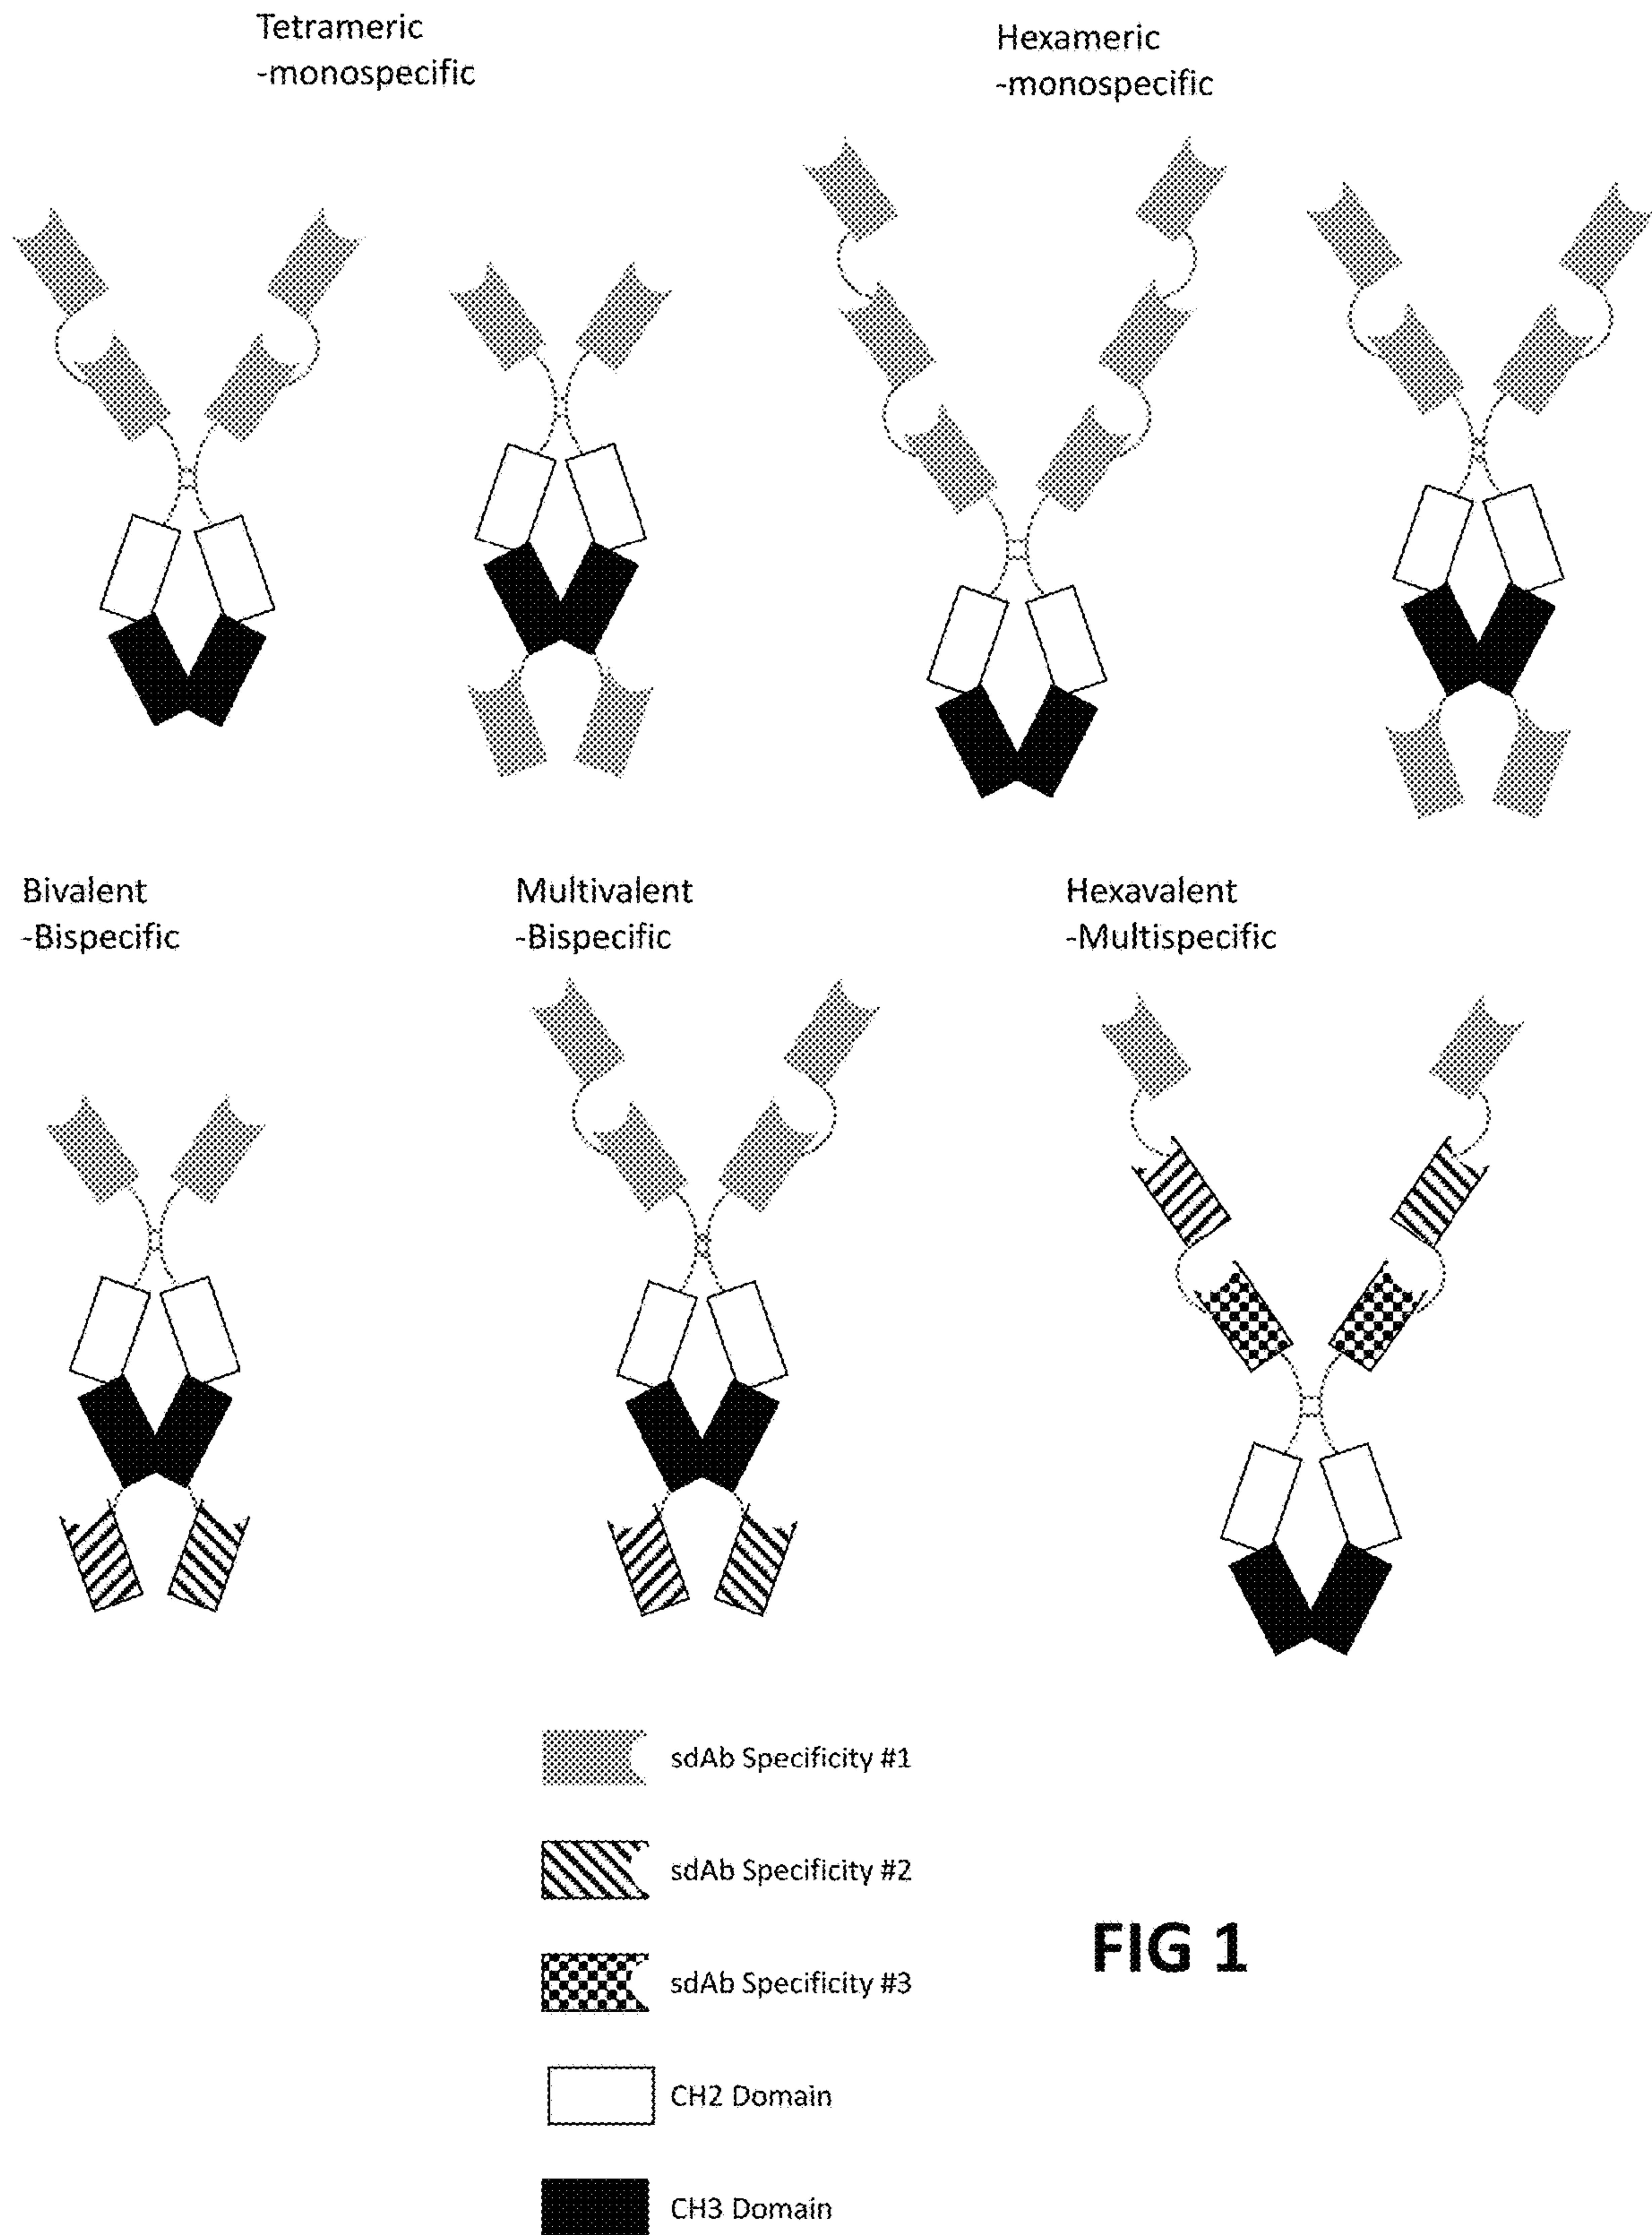 Tetrameric
-monospecific
Hexameric
-monospecific
Bivalent
-Bispecific
Multivalent
-Bispecific
Hexavalent
-Multispecific
sdAb Specificity #1
sdAb Specificity #2
sdAb Specificity #3
CH2 Domain
CH3 Domain
FIG 1